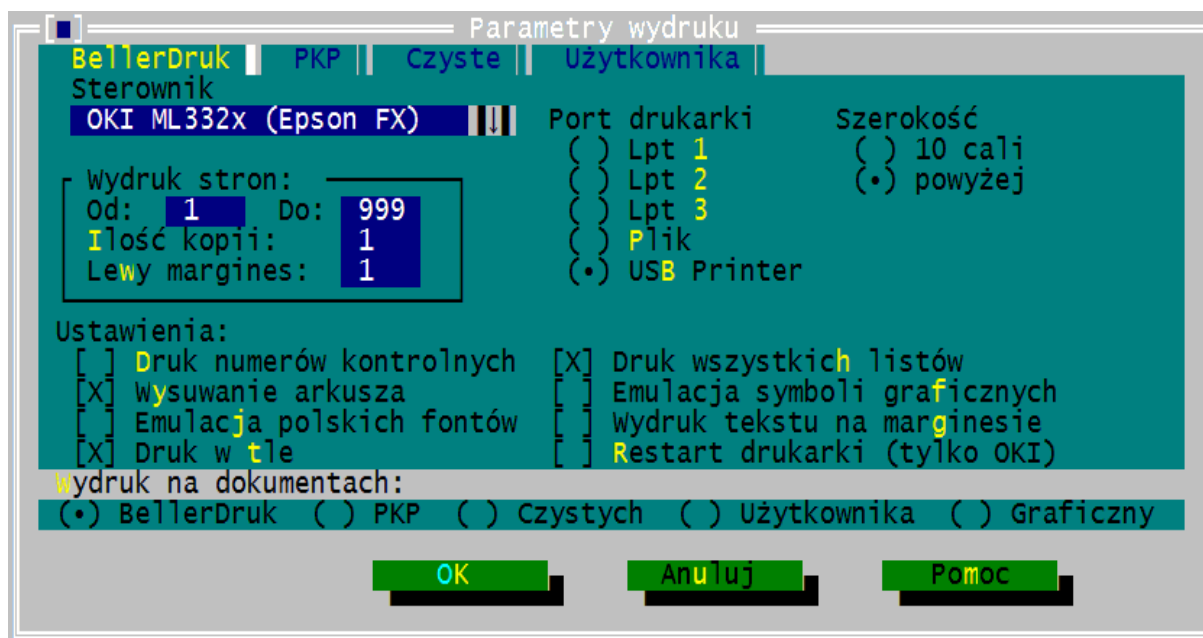 Parametry wydruku
BellerDruk PKP Czyste Użytkownika
Sterownik
OKI ML332x (Epson FX) ↓ Port drukarki Szerokość
( ) Lpt 1 ( ) 10 cali
Wydruk stron: ( ) Lpt 2 (•) powyżej
Od: 1 Do: 999 ( ) Lpt 3
Ilość kopii: 1 ( ) Plik
Lewy margines: 1 (•) USB Printer
Ustawienia:
[ ] Druk numerów kontrolnych [X] Druk wszystkich listów
[X] Wysuwanie arkusza [ ] Emulacja symboli graficznych
[ ] Emulacja polskich fontów [ ] Wydruk tekstu na marginesie
[X] Druk w tle [ ] Restart drukarki (tylko OKI)
Wydruk na dokumentach:
(•) BellerDruk ( ) PKP ( ) Czystych ( ) Użytkownika ( ) Graficzny
OK Anuluj Pomoc